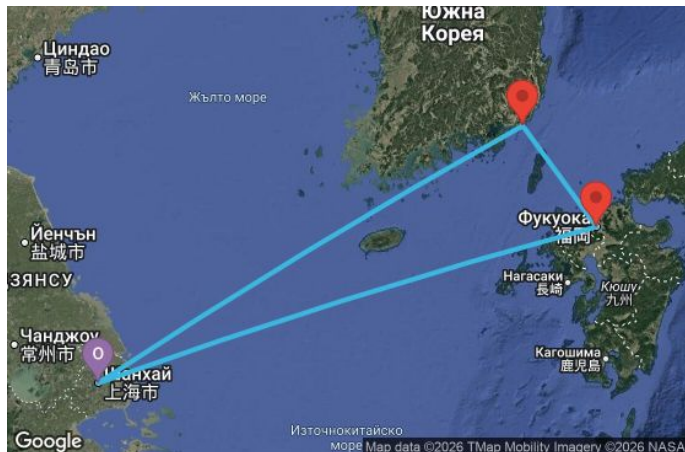 Южна
Корея
Циндао
青岛市
Жълто море
Йенчън
盐城市
ДЗЯНСУ
Чанджоу
常州市
О
Шанхай
上海市
Фукуока
福岡
Нагасаки
長崎
Кюшу
九州
Кагошима
鹿児島
Източнокитайско
море
Google
Map data ©2026 TMap Mobility Imagery ©2026 NASA